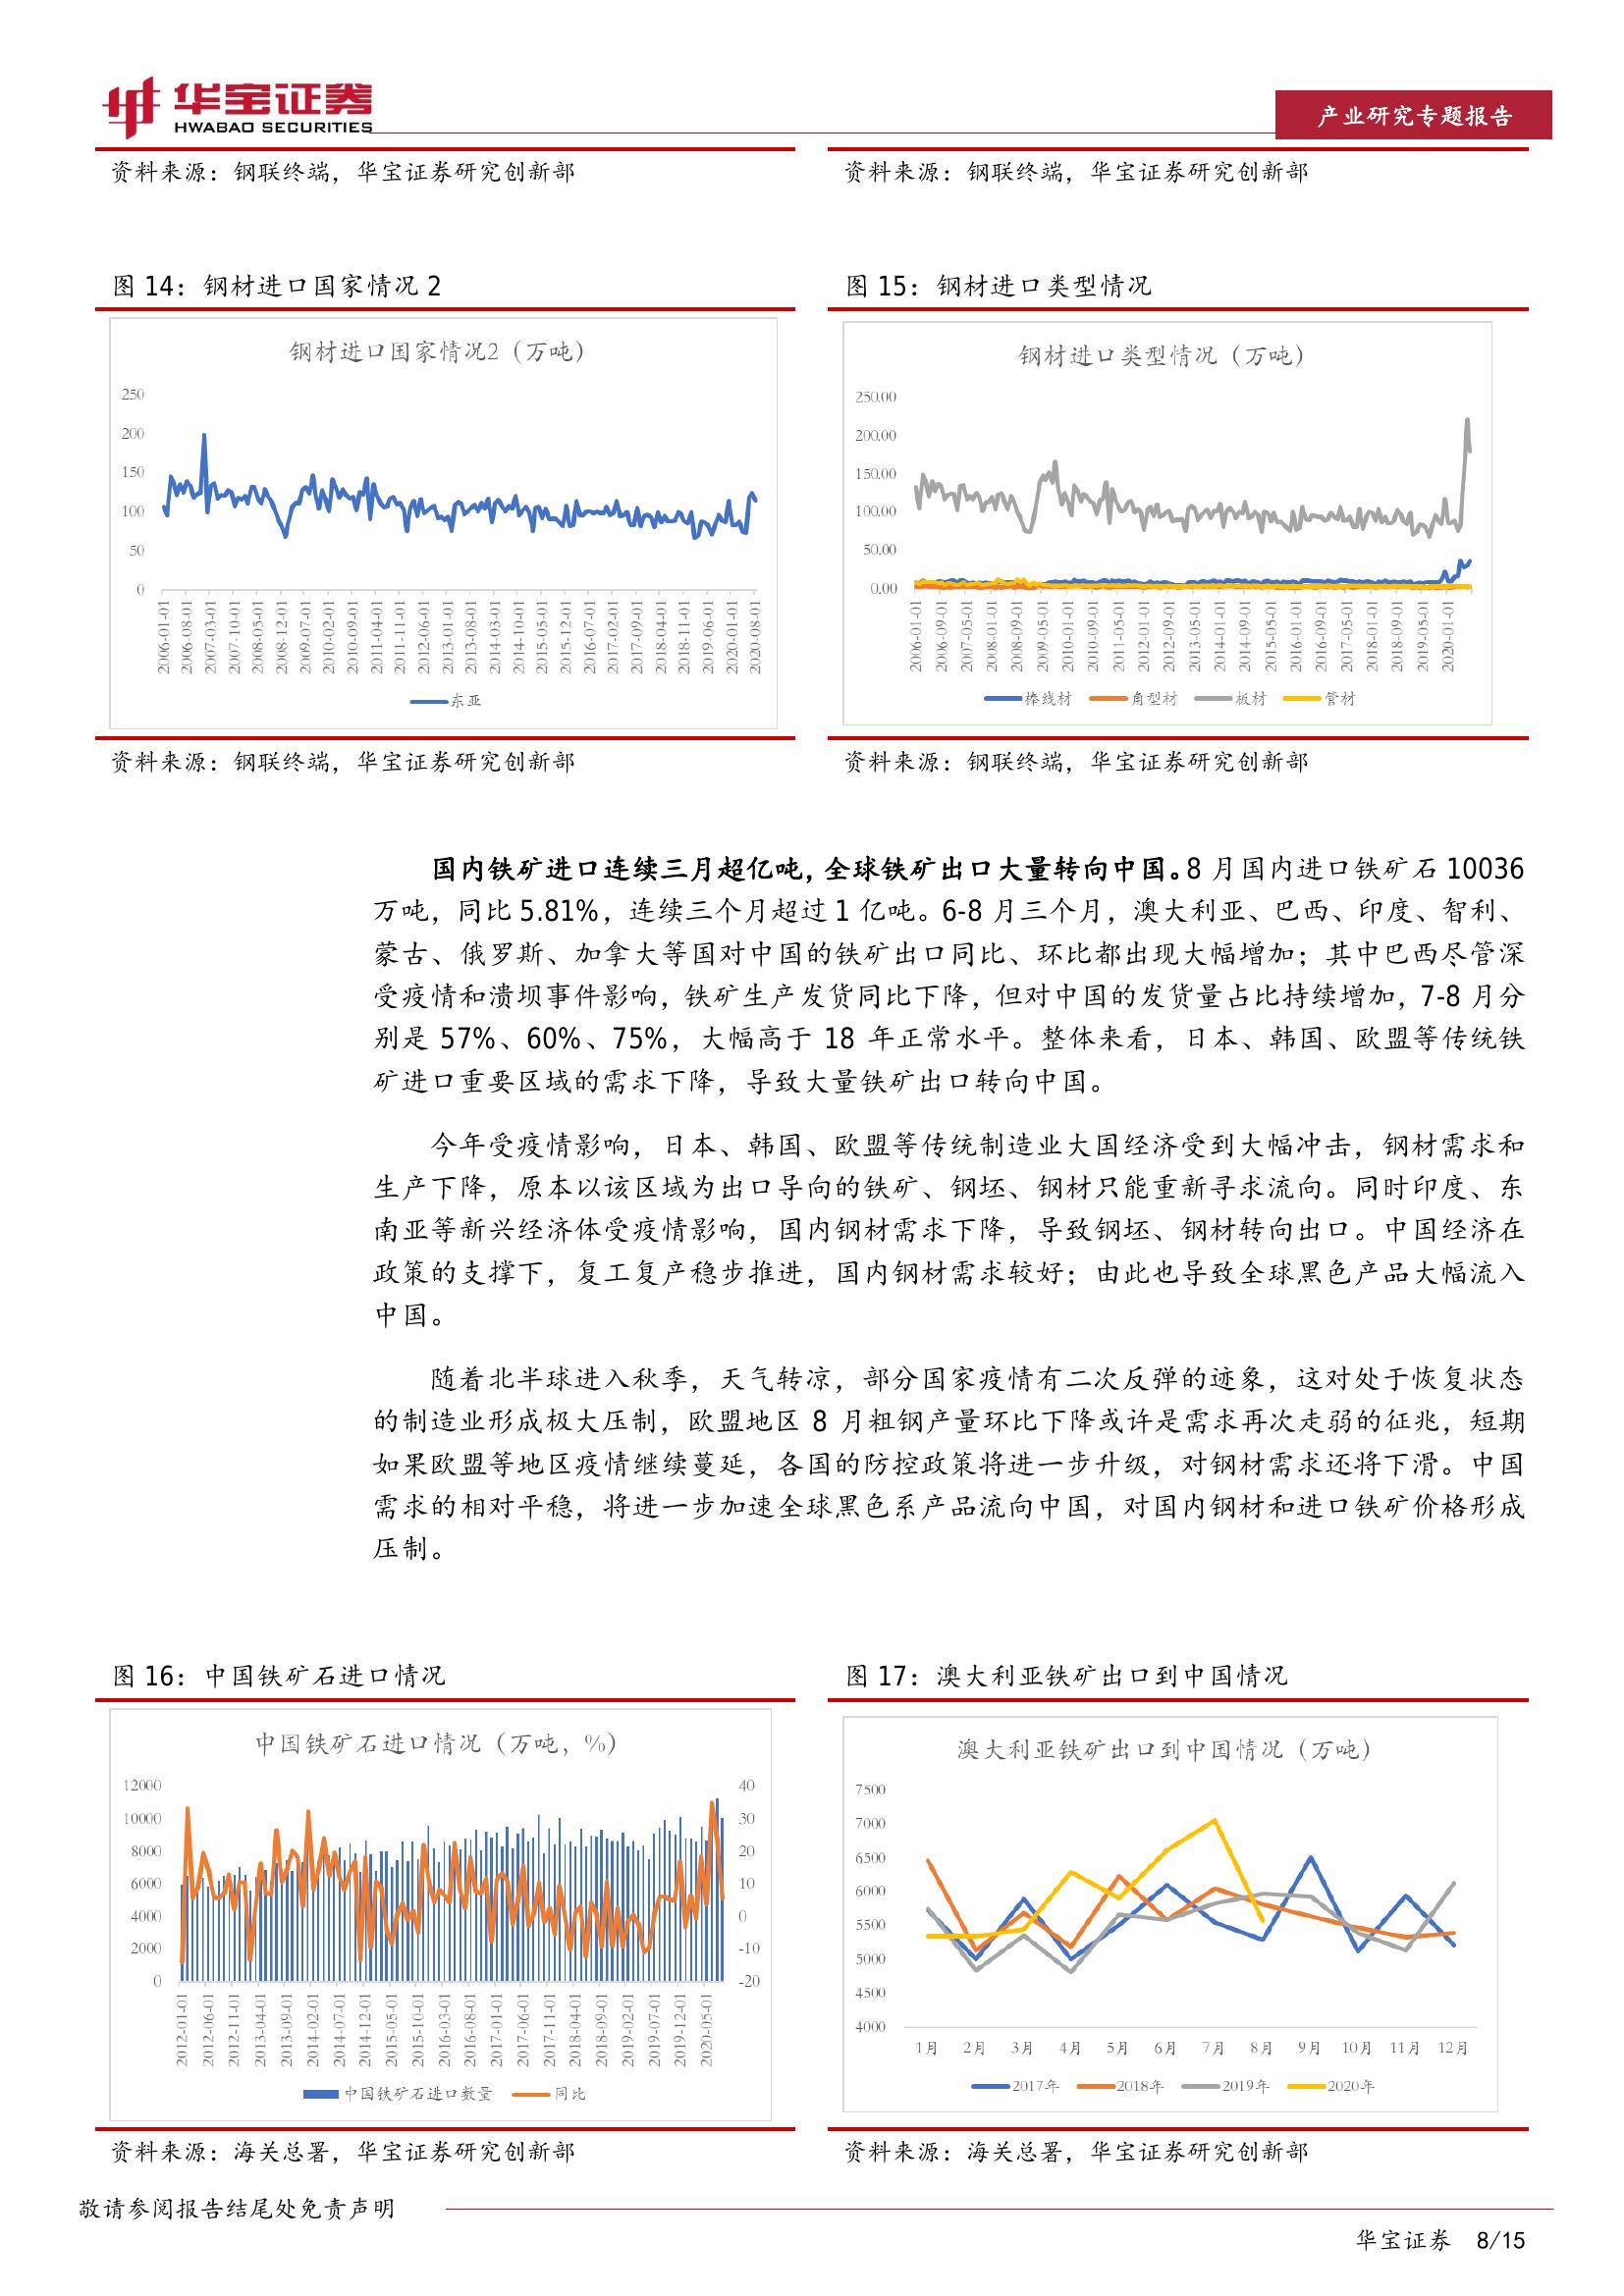 华宝证券
HWABAO SECURITIES
产业研究专题报告
资料来源：钢联终端，华宝证券研究创新部
资料来源：钢联终端，华宝证券研究创新部
图 14：钢材进口国家情况 2
图 15：钢材进口类型情况
钢材进口国家情况2（万吨）
250
200
150
100
50
0
2006-01-01
2006-08-01
2007-03-01
2007-10-01
2008-05-01
2008-12-01
2009-07-01
2010-02-01
2010-09-01
2011-04-01
2011-11-01
2012-06-01
2013-01-01
2013-08-01
2014-03-01
2014-10-01
2015-05-01
2015-12-01
2016-07-01
2017-02-01
2017-09-01
2018-04-01
2018-11-01
2019-06-01
2020-01-01
2020-08-01
东亚
钢材进口类型情况（万吨）
250.00
200.00
150.00
100.00
50.00
0.00
2006-01-01
2006-09-01
2007-05-01
2008-01-01
2008-09-01
2009-05-01
2010-01-01
2010-09-01
2011-05-01
2012-01-01
2012-09-01
2013-05-01
2014-01-01
2014-09-01
2015-05-01
2016-01-01
2016-09-01
2017-05-01
2018-01-01
2018-09-01
2019-05-01
2020-01-01
棒线材 角型材 板材 管材
资料来源：钢联终端，华宝证券研究创新部
资料来源：钢联终端，华宝证券研究创新部
国内铁矿进口连续三月超亿吨，全球铁矿出口大量转向中国。8 月国内进口铁矿石 10036
万吨，同比 5.81%，连续三个月超过 1 亿吨。6-8 月三个月，澳大利亚、巴西、印度、智利、
蒙古、俄罗斯、加拿大等国对中国的铁矿出口同比、环比都出现大幅增加；其中巴西尽管深
受疫情和溃坝事件影响，铁矿生产发货同比下降，但对中国的发货量占比持续增加，7-8 月分
别是 57%、60%、75%，大幅高于 18 年正常水平。整体来看，日本、韩国、欧盟等传统铁
矿进口重要区域的需求下降，导致大量铁矿出口转向中国。
今年受疫情影响，日本、韩国、欧盟等传统制造业大国经济受到大幅冲击，钢材需求和
生产下降，原本以该区域为出口导向的铁矿、钢坯、钢材只能重新寻求流向。同时印度、东
南亚等新兴经济体受疫情影响，国内钢材需求下降，导致钢坯、钢材转向出口。中国经济在
政策的支撑下，复工复产稳步推进，国内钢材需求较好；由此也导致全球黑色产品大幅流入
中国。
随着北半球进入秋季，天气转凉，部分国家疫情有二次反弹的迹象，这对处于恢复状态
的制造业形成极大压制，欧盟地区 8 月粗钢产量环比下降或许是需求再次走弱的征兆，短期
如果欧盟等地区疫情继续蔓延，各国的防控政策将进一步升级，对钢材需求还将下滑。中国
需求的相对平稳，将进一步加速全球黑色系产品流向中国，对国内钢材和进口铁矿价格形成
压制。
图 16：中国铁矿石进口情况
图 17：澳大利亚铁矿出口到中国情况
中国铁矿石进口情况（万吨，%）
12000
10000
8000
6000
4000
2000
0
40
30
20
10
0
-10
-20
2012-01-01
2012-06-01
2012-11-01
2013-04-01
2013-09-01
2014-02-01
2014-07-01
2014-12-01
2015-05-01
2015-10-01
2016-03-01
2016-08-01
2017-01-01
2017-06-01
2017-11-01
2018-04-01
2018-09-01
2019-02-01
2019-07-01
2019-12-01
2020-05-01
中国铁矿石进口数量 同比
澳大利亚铁矿出口到中国情况（万吨）
7500
7000
6500
6000
5500
5000
4500
4000
1月 2月 3月 4月 5月 6月 7月 8月 9月 10月 11月 12月
2017年 2018年 2019年 2020年
资料来源：海关总署，华宝证券研究创新部
资料来源：海关总署，华宝证券研究创新部
敬请参阅报告结尾处免责声明
华宝证券 8/15